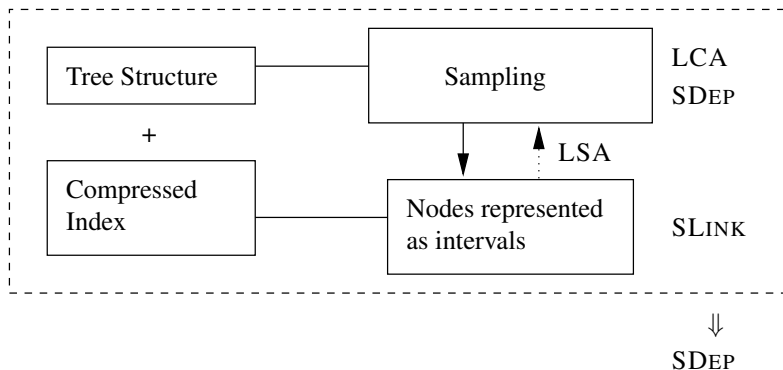 Tree Structure
Sampling
LCA
SDEP
+
LSA
Compressed
Index
Nodes represented
as intervals
SLINK
⇓
SDEP